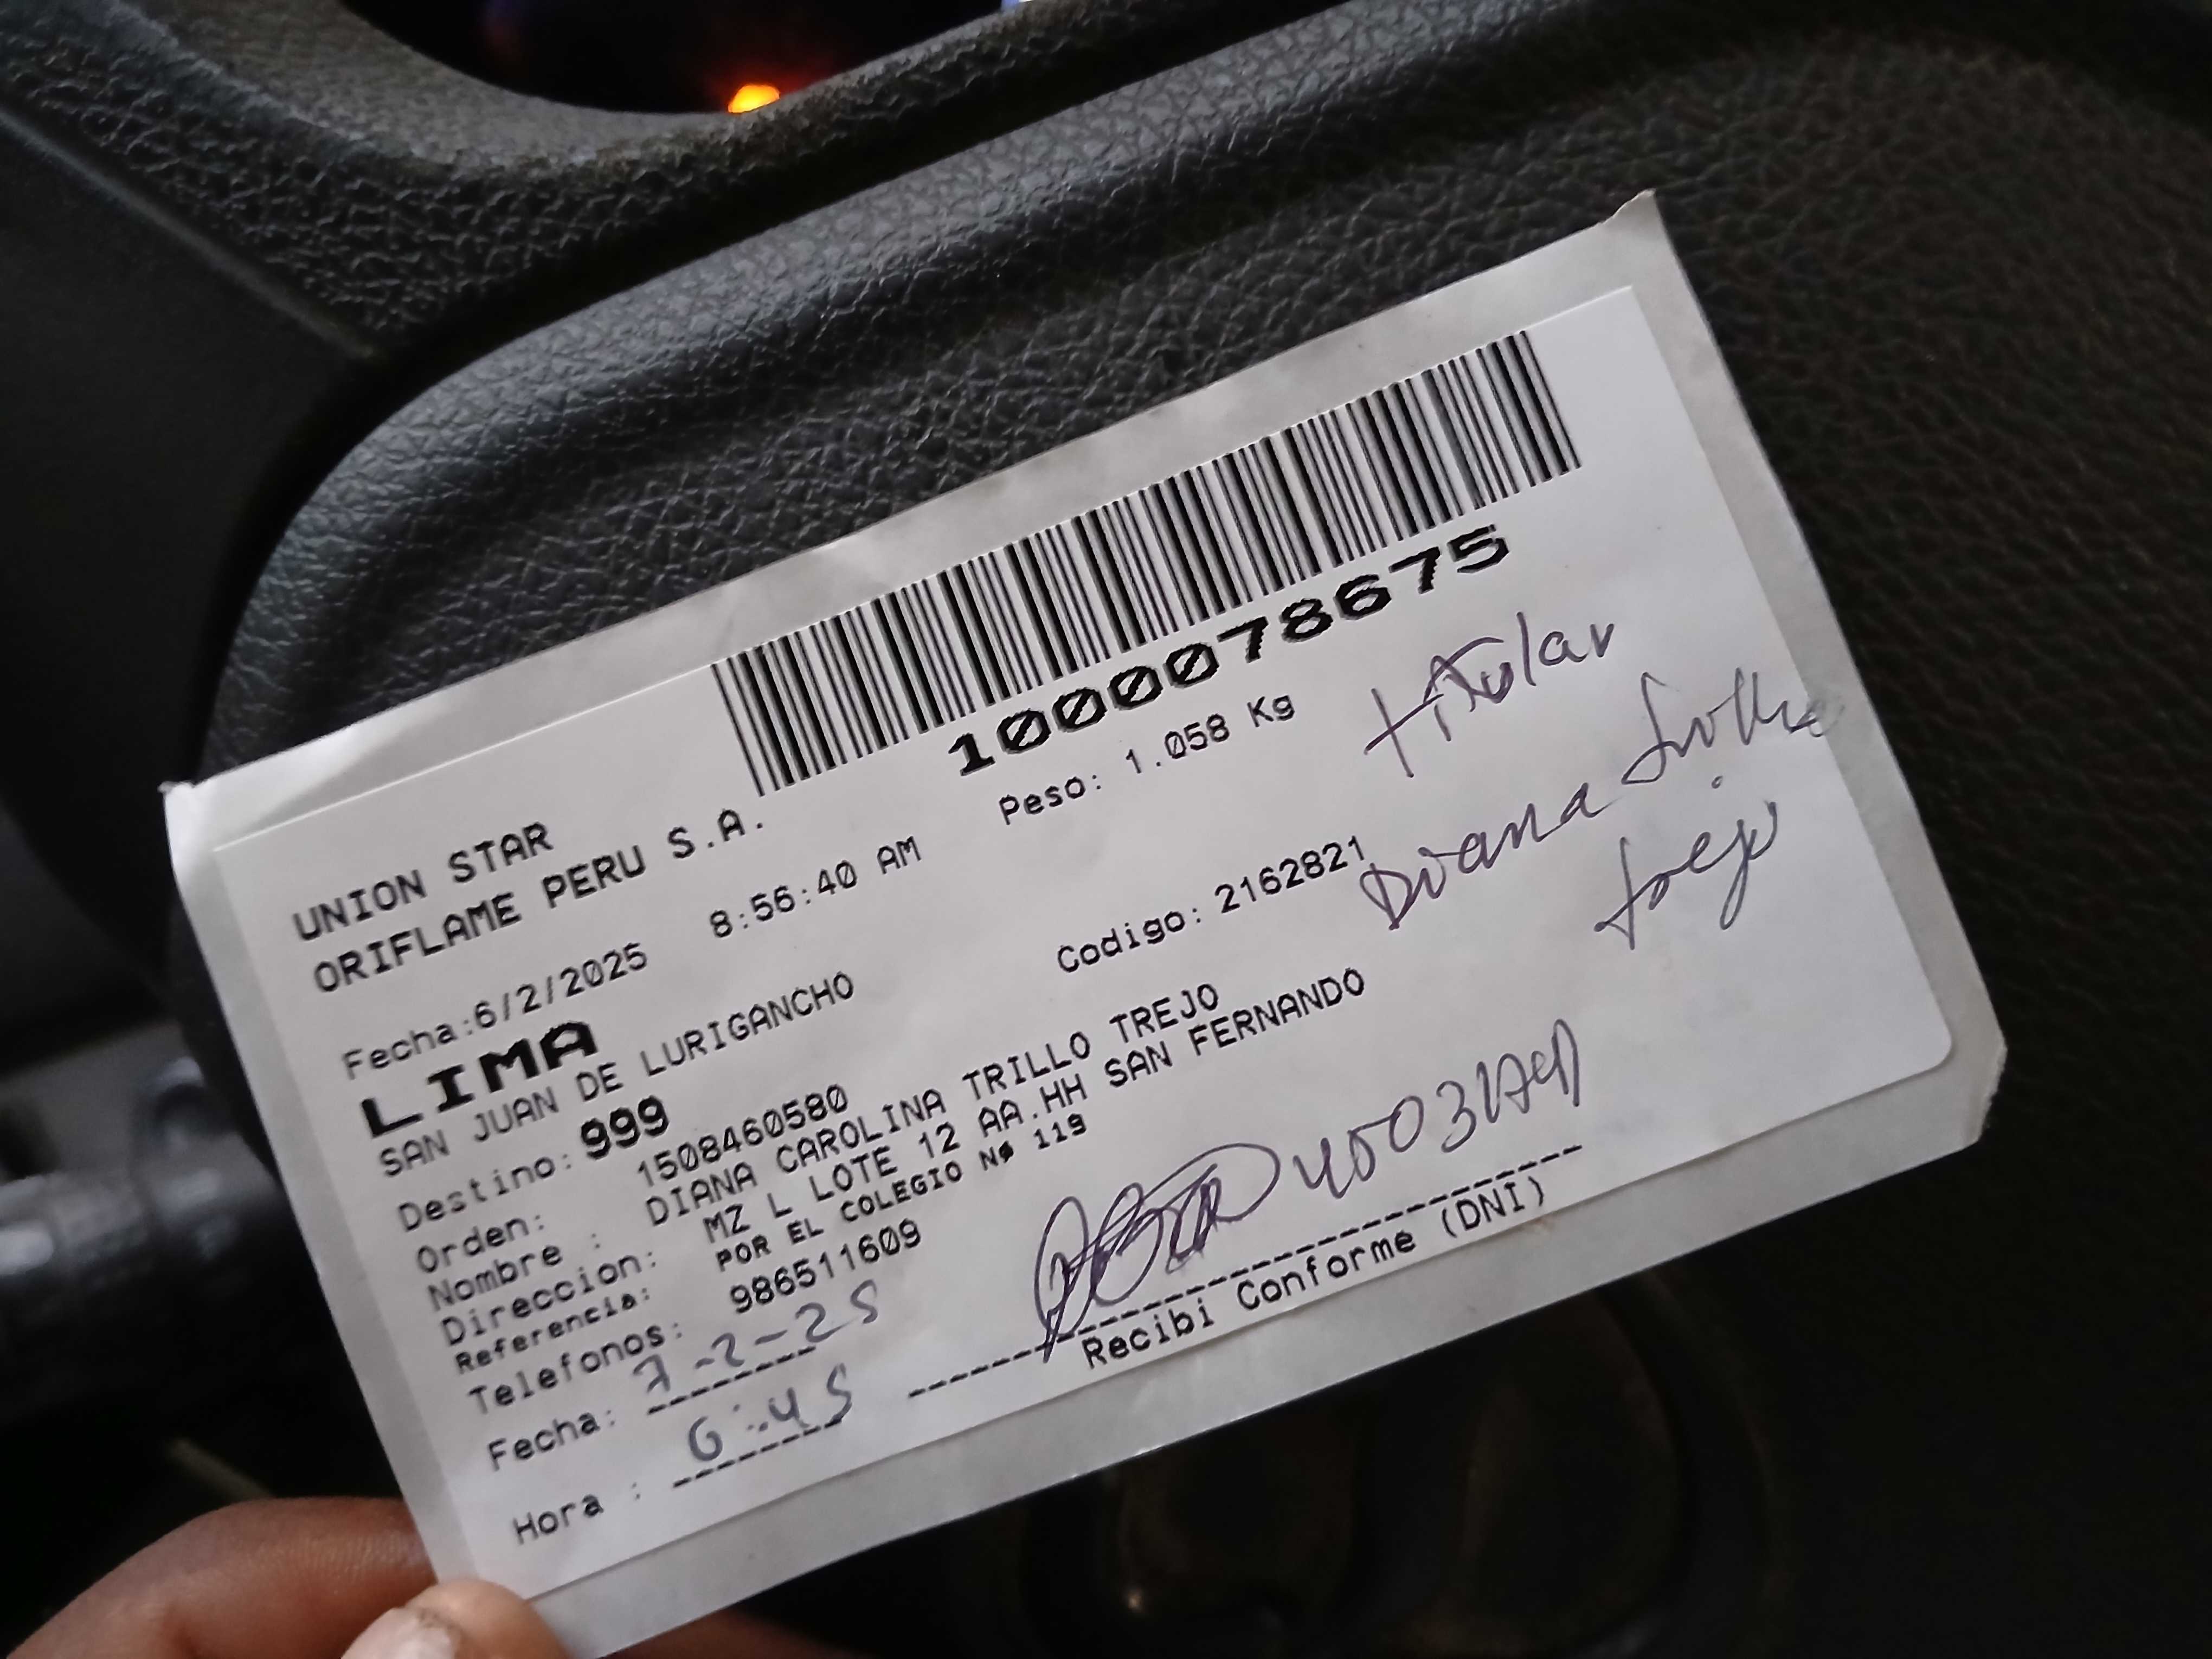 1000078675
UNION STAR
ORIFLAME PERU S.A.
Peso: 1.058 Kg
titular
Fecha:6/2/2025 8:56:40 AM
LIMA
Codigo: 2162821
Diana
trejo
SAN JUAN DE LURIGANCHO
Destino: 999
Orden: 1508460580
Nombre : DIANA CAROLINA TRILLO TREJO
Direccion: MZ L LOTE 12 AA.HH SAN FERNANDO
Referencia: POR EL COLEGIO Nø 119
Telefonos: 986511609
Fecha: 7-2-25
Hora : 6:45
Recibi Conforme (DNI)